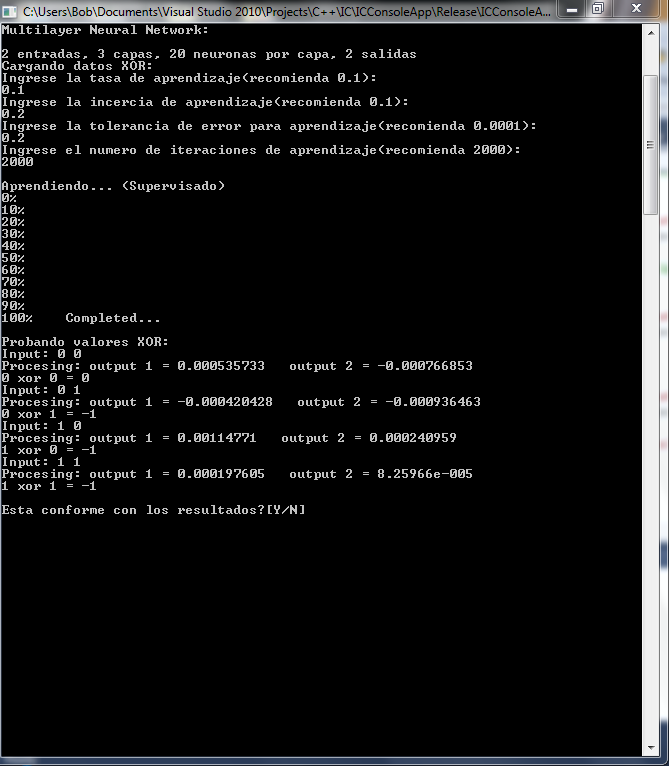 C:\Users\Bob\Documents\Visual Studio 2010\Projects\C++\IC\ICConsoleApp\Release\ICConsoleA...
Multilayer Neural Network:
2 entradas, 3 capas, 20 neuronas por capa, 2 salidas
Cargando datos XOR:
Ingrese la tasa de aprendizaje(recomienda 0.1):
0.1
Ingrese la incercia de aprendizaje(recomienda 0.1):
0.2
Ingrese la tolerancia de error para aprendizaje(recomienda 0.0001):
0.2
Ingrese el numero de iteraciones de aprendizaje(recomienda 2000):
2000
Aprendiendo... (Supervisado)
0%
10%
20%
30%
40%
50%
60%
70%
80%
90%
100%    Completed...
Probando valores XOR:
Input: 0 0
Procesing: output 1 = 0.000535733   output 2 = -0.000766853
0 xor 0 = 0
Input: 0 1
Procesing: output 1 = -0.000420428   output 2 = -0.000936463
0 xor 1 = -1
Input: 1 0
Procesing: output 1 = 0.00114771   output 2 = 0.000240959
1 xor 0 = -1
Input: 1 1
Procesing: output 1 = 0.000197605   output 2 = 8.25966e-005
1 xor 1 = -1
Esta conforme con los resultados?[Y/N]